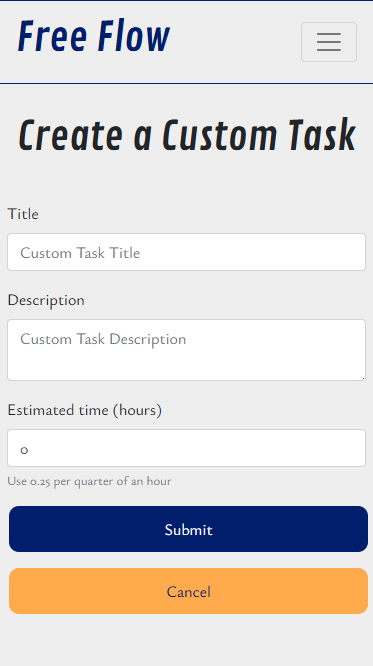 Free Flow
Create a Custom Task
Title
Custom Task Title
Description
Custom Task Description
Estimated time (hours)
0
Use 0.25 per quarter of an hour
Submit
Cancel